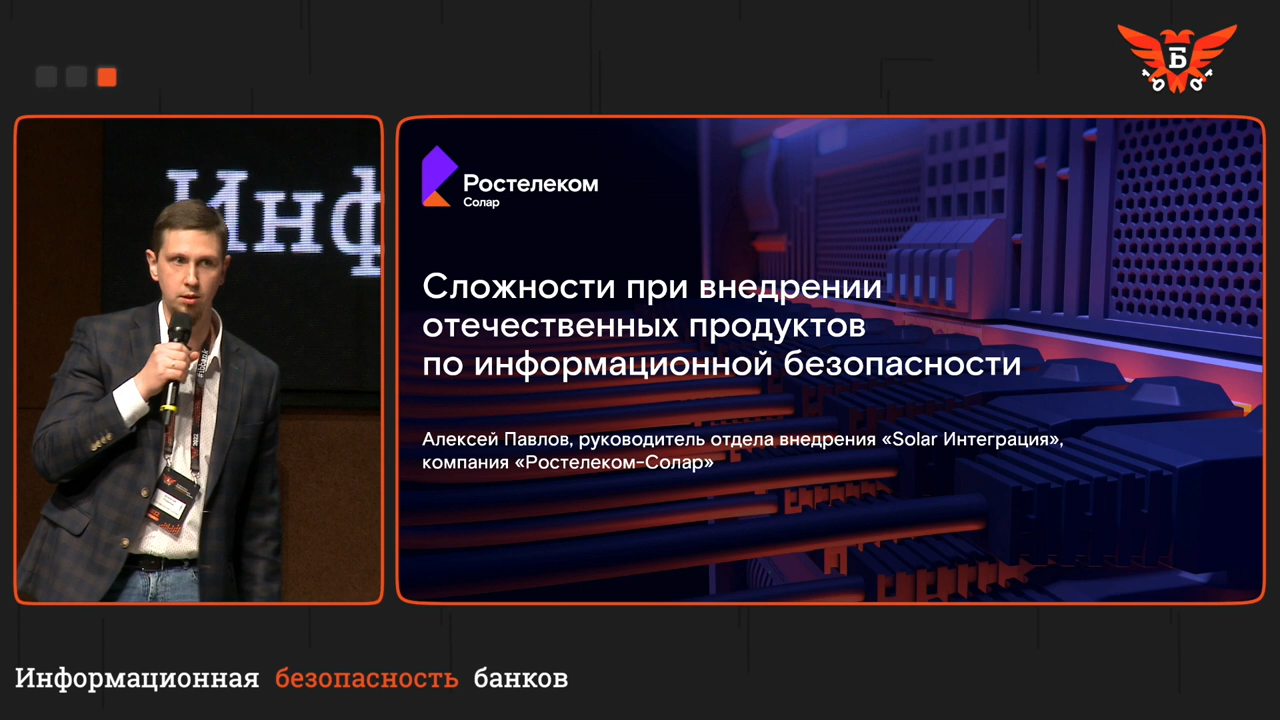 Б
Инф
Ростелеком
Солар
Сложности при внедрении
отечественных продуктов
по информационной безопасности
Алексей Павлов, руководитель отдела внедрения «Solar Интеграция»,
компания «Ростелеком-Солар»
Информационная безопасность банков